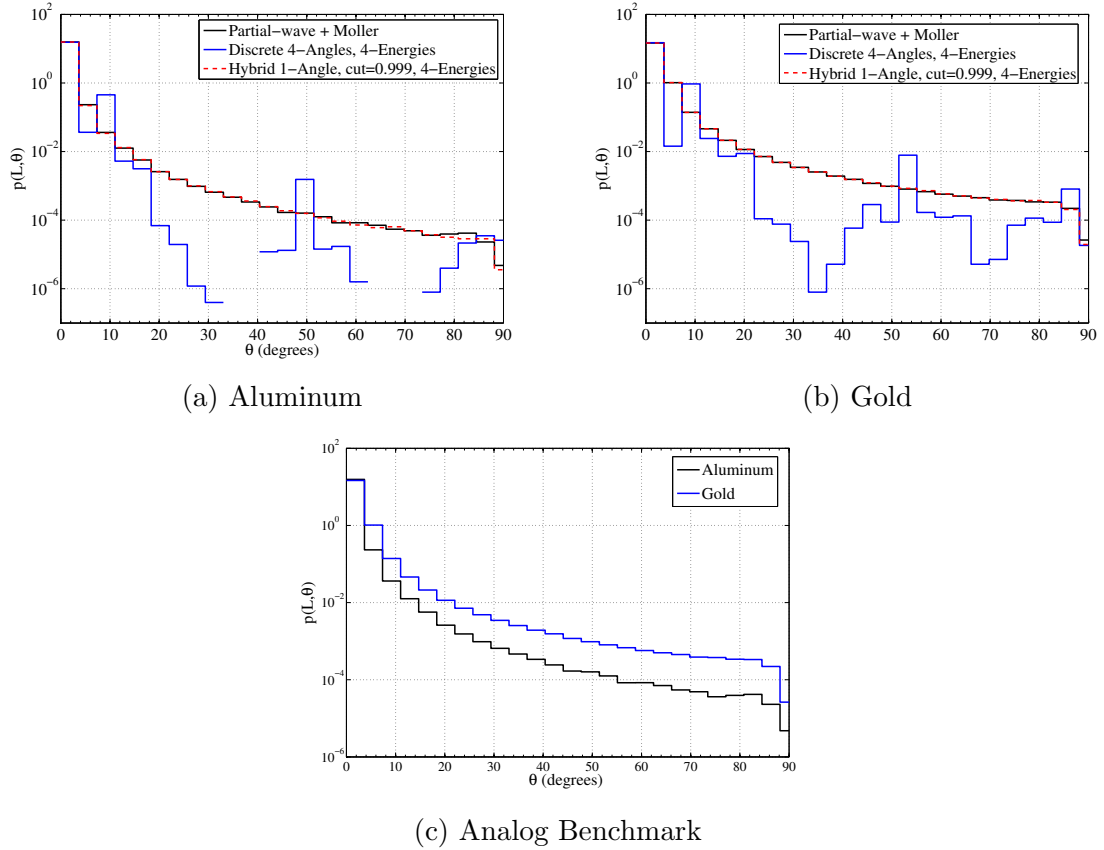 10^2
10^0
10^-2
10^-4
10^-6
p(L,θ)
Partial-wave + Moller
Discrete 4-Angles, 4-Energies
Hybrid 1-Angle, cut=0.999, 4-Energies
0 10 20 30 40 50 60 70 80 90
θ (degrees)
(a) Aluminum
10^2
10^0
10^-2
10^-4
10^-6
p(L,θ)
Partial-wave + Moller
Discrete 4-Angles, 4-Energies
Hybrid 1-Angle, cut=0.999, 4-Energies
0 10 20 30 40 50 60 70 80 90
θ (degrees)
(b) Gold
10^2
10^0
10^-2
10^-4
10^-6
p(L,θ)
Aluminum
Gold
0 10 20 30 40 50 60 70 80 90
θ (degrees)
(c) Analog Benchmark